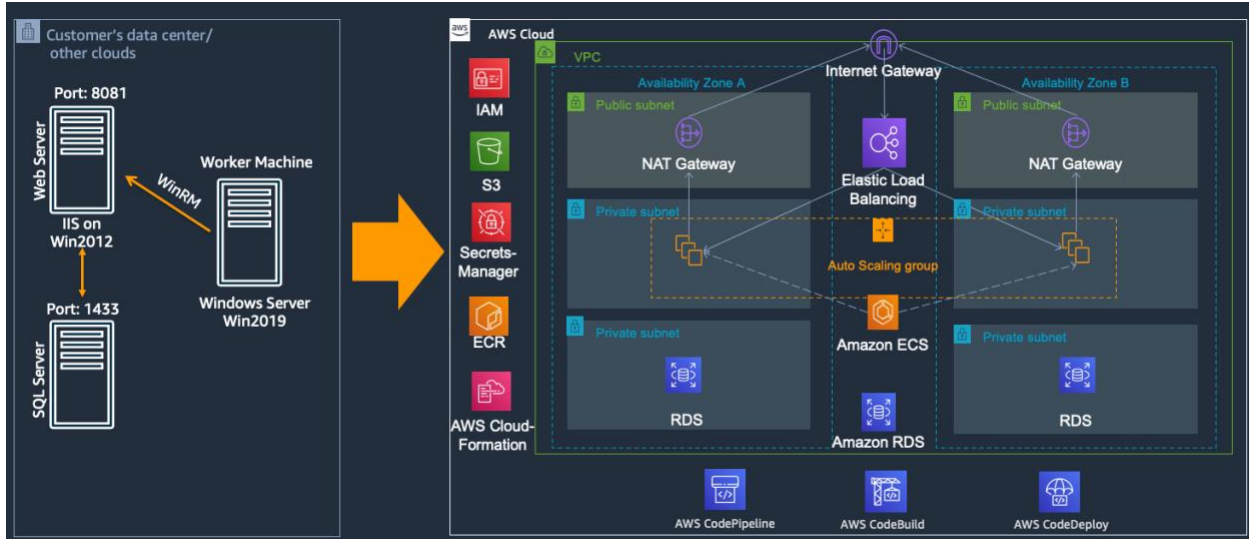 Customer's data center/
other clouds
Port: 8081
Web Server
IIS on
Win2012
WinRM
Worker Machine
Windows Server
Win2019
Port: 1433
SQL Server
aws
AWS Cloud
IAM
S3
Secrets-
Manager
ECR
AWS Cloud-
Formation
VPC
Internet Gateway
Availability Zone A
Public subnet
NAT Gateway
Private subnet
Private subnet
RDS
Elastic Load
Balancing
Auto Scaling group
Amazon ECS
Amazon RDS
Availability Zone B
Public subnet
NAT Gateway
Private subnet
Private subnet
RDS
AWS CodePipeline
AWS CodeBuild
AWS CodeDeploy